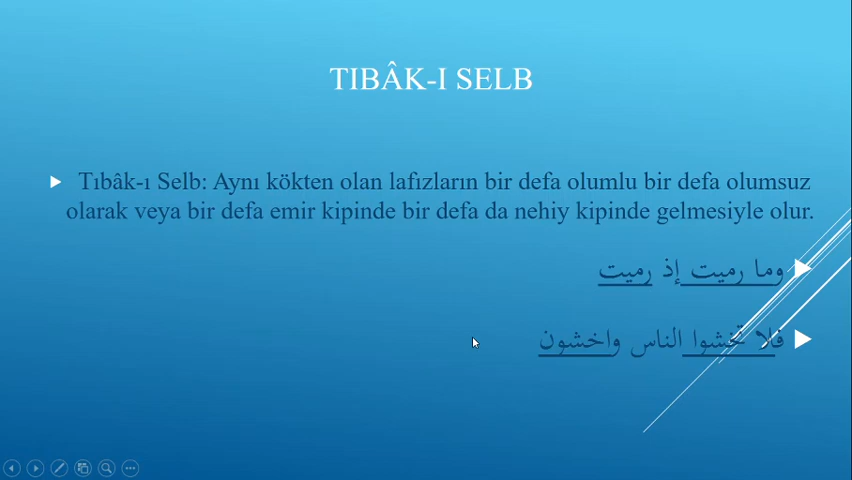 TIBÂK-I SELB
Tıbâk-ı Selb: Aynı kökten olan lafızların bir defa olumlu bir defa olumsuz
olarak veya bir defa emir kipinde bir defa da nehiy kipinde gelmesiyle olur.
وما رميت إذ رميت
فلا تخشوا الناس واخشون